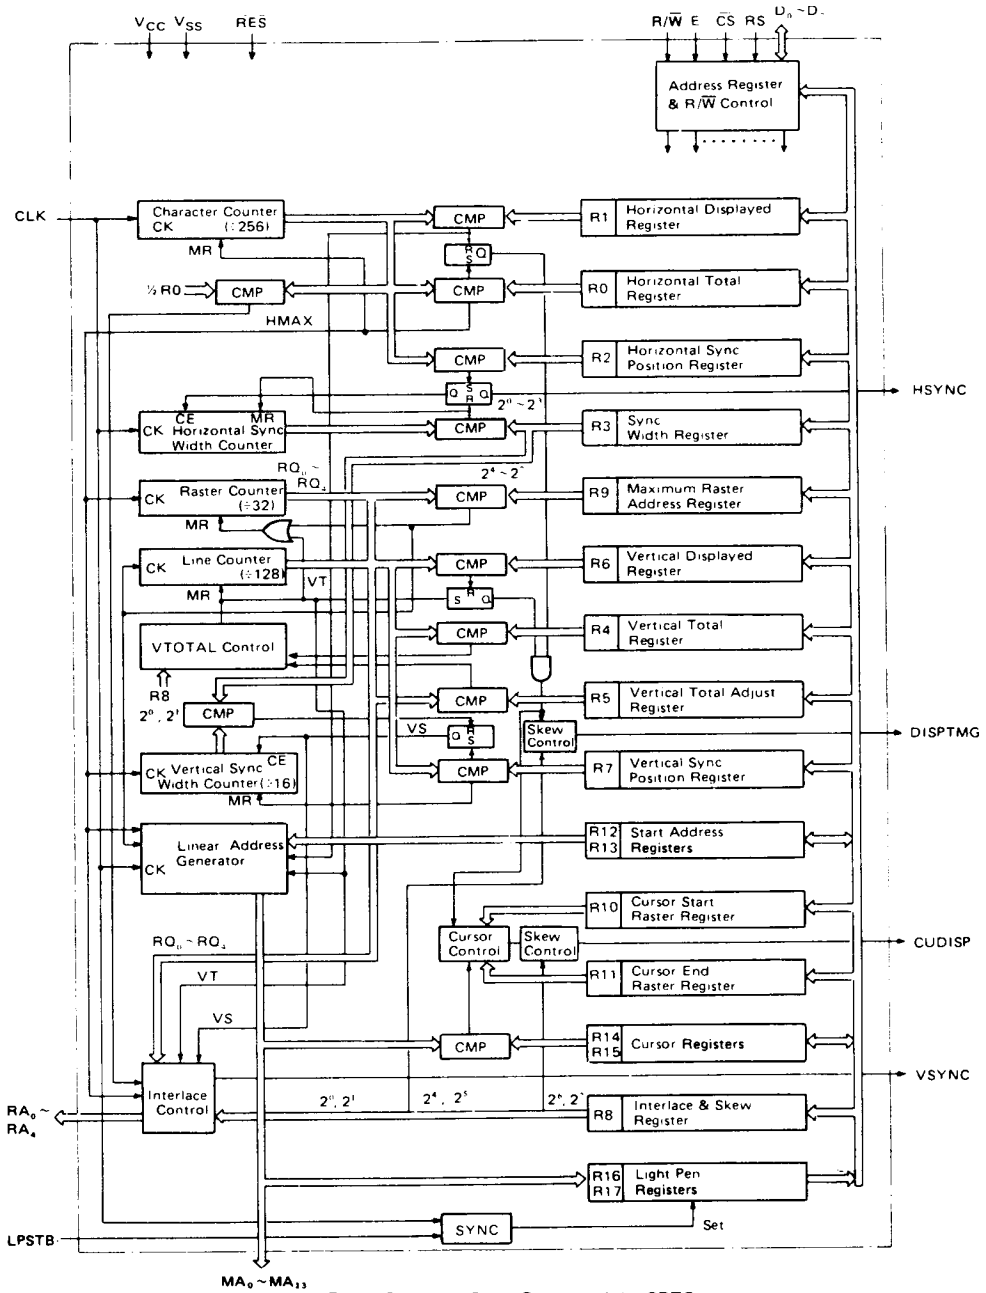 VCC VSS RES
R/W E CS RS D0~D
Address Register
& R/W Control
CLK
Character Counter
CK (÷256)
CMP
R1 Horizontal Displayed
Register
MR
R
S Q
½ R0
CMP
CMP
R0 Horizontal Total
Register
HMAX
CMP
R2 Horizontal Sync
Position Register
Q S
R Q
2⁰ ~ 2³
HSYNC
CE MR
CK Horizontal Sync
Width Counter
CMP
R3 Sync
Width Register
RQ0 ~
RQ4
2⁴ ~ 2
CK Raster Counter
(÷32)
CMP
R9 Maximum Raster
Address Register
MR
CK Line Counter
(÷128)
CMP
R6 Vertical Displayed
Register
VT
MR
S R Q
VTOTAL Control
CMP
R4 Vertical Total
Register
R8
2⁰, 2¹
CMP
CMP
R5 Vertical Total Adjust
Register
VS
Q R
S
Skew
Control
DISPTMG
CE
CK Vertical Sync
Width Counter (÷16)
CMP
R7 Vertical Sync
Position Register
MR
Linear Address
Generator
CK
R12
R13
Start Address
Registers
R10 Cursor Start
Raster Register
RQ0 ~ RQ4
Cursor
Control
Skew
Control
CUDISP
VT
R11 Cursor End
Raster Register
VS
CMP
R14
R15
Cursor Registers
VSYNC
Interlace
Control
RA0 ~
RA4
2⁰, 2¹ 2⁴, 2⁵ 2⁶, 2
R8 Interlace & Skew
Register
R16
R17
Light Pen
Registers
SYNC
Set
LPSTB
MA0 ~ MA13